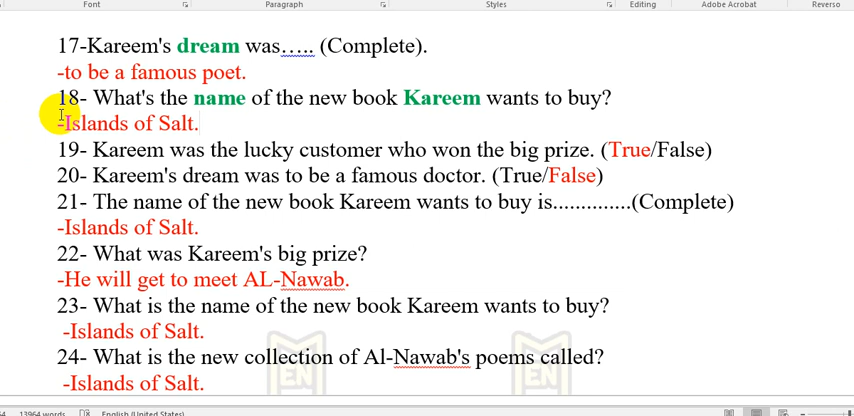 Font Paragraph Styles Editing Adobe Acrobat Reverso
17-Kareem's dream was….. (Complete).
-to be a famous poet.
18- What's the name of the new book Kareem wants to buy?
-Islands of Salt.
19- Kareem was the lucky customer who won the big prize. (True/False)
20- Kareem's dream was to be a famous doctor. (True/False)
21- The name of the new book Kareem wants to buy is..............(Complete)
-Islands of Salt.
22- What was Kareem's big prize?
-He will get to meet AL-Nawab.
23- What is the name of the new book Kareem wants to buy?
-Islands of Salt.
24- What is the new collection of Al-Nawab's poems called?
-Islands of Salt.
EN EN
13964 words English (United States)